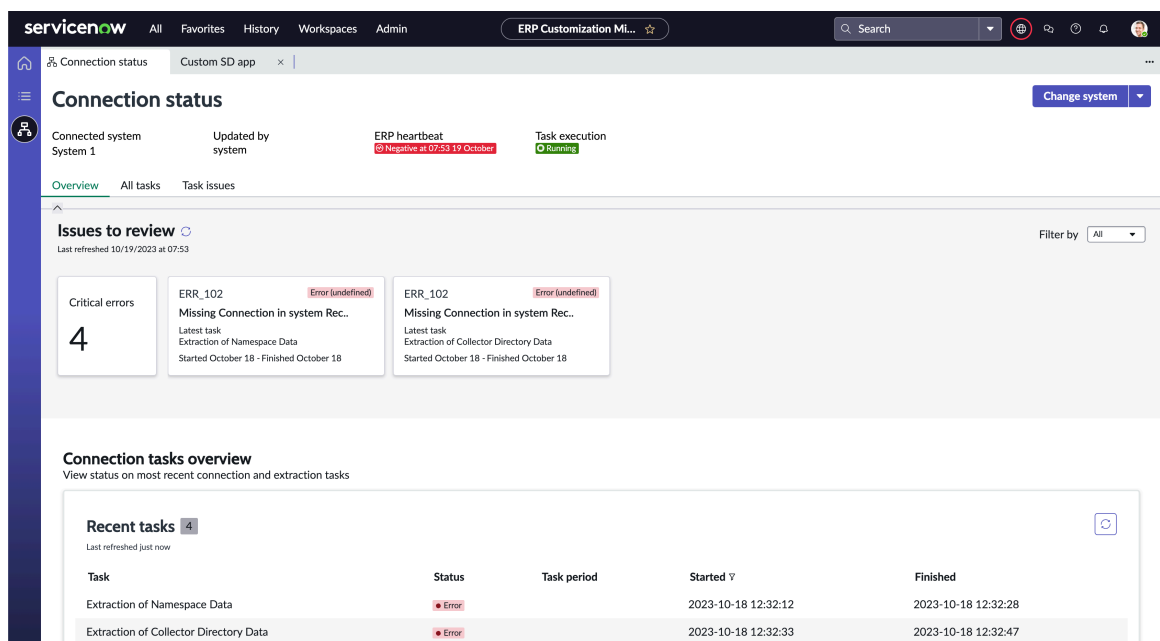 servicenow All Favorites History Workspaces Admin ERP Customization Mi... Search
Connection status Custom SD app
Connection status
Change system
Connected system Updated by ERP heartbeat Task execution
System 1 system Negative at 07:53 19 October Running
Overview All tasks Task issues
Issues to review
Filter by All
Last refreshed 10/19/2023 at 07:53
Critical errors
4
ERR_102 Error (undefined)
Missing Connection in system Rec..
Latest task
Extraction of Namespace Data
Started October 18 - Finished October 18
ERR_102 Error (undefined)
Missing Connection in system Rec..
Latest task
Extraction of Collector Directory Data
Started October 18 - Finished October 18
Connection tasks overview
View status on most recent connection and extraction tasks
Recent tasks 4
Last refreshed just now
Task Status Task period Started Finished
Extraction of Namespace Data Error 2023-10-18 12:32:12 2023-10-18 12:32:28
Extraction of Collector Directory Data Error 2023-10-18 12:32:33 2023-10-18 12:32:47